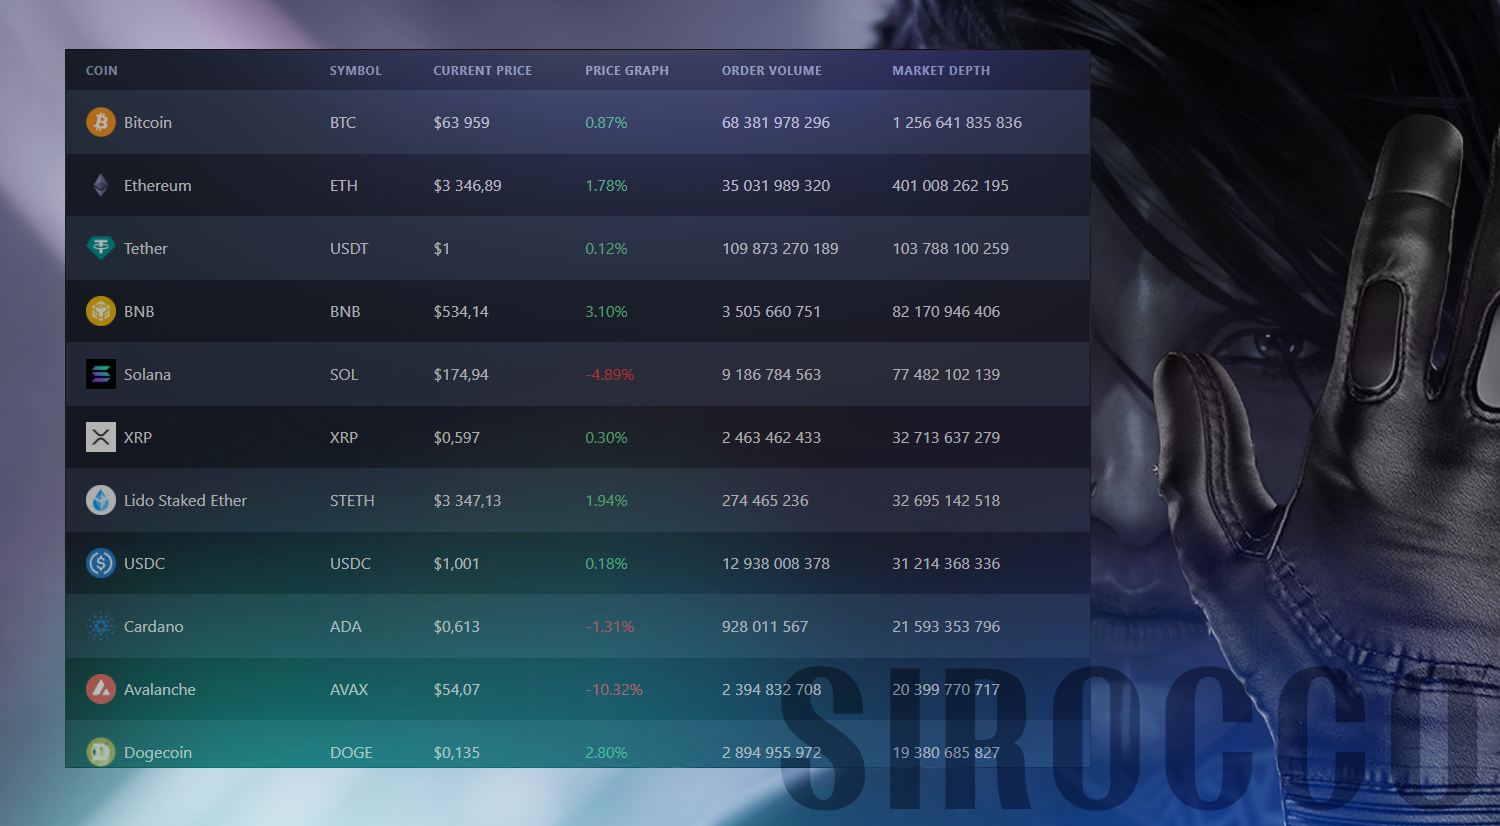 COIN SYMBOL CURRENT PRICE PRICE GRAPH ORDER VOLUME MARKET DEPTH
Bitcoin BTC $63 959 0.87% 68 381 978 296 1 256 641 835 836
Ethereum ETH $3 346,89 1.78% 35 031 989 320 401 008 262 195
Tether USDT $1 0.12% 109 873 270 189 103 788 100 259
BNB BNB $534,14 3.10% 3 505 660 751 82 170 946 406
Solana SOL $174,94 -4.89% 9 186 784 563 77 482 102 139
XRP XRP $0,597 0.30% 2 463 462 433 32 713 637 279
Lido Staked Ether STETH $3 347,13 1.94% 274 465 236 32 695 142 518
USDC USDC $1,001 0.18% 12 938 008 378 31 214 368 336
Cardano ADA $0,613 -1.31% 928 011 567 21 593 353 796
Avalanche AVAX $54,07 -10.32% 2 394 832 708 20 399 770 717
Dogecoin DOGE $0,135 2.80% 2 894 955 972 19 380 685 827
SIROCCO